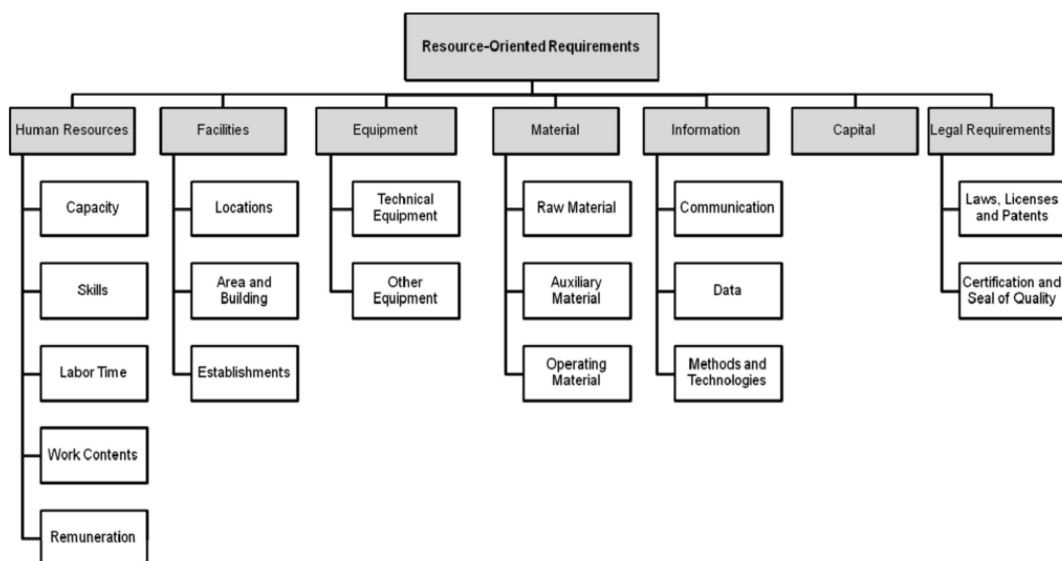 Resource-Oriented Requirements
Human Resources
Facilities
Equipment
Material
Information
Capital
Legal Requirements
Capacity
Skills
Labor Time
Work Contents
Remuneration
Locations
Area and
Building
Establishments
Technical
Equipment
Other
Equipment
Raw Material
Auxiliary
Material
Operating
Material
Communication
Data
Methods and
Technologies
Laws, Licenses
and Patents
Certification and
Seal of Quality